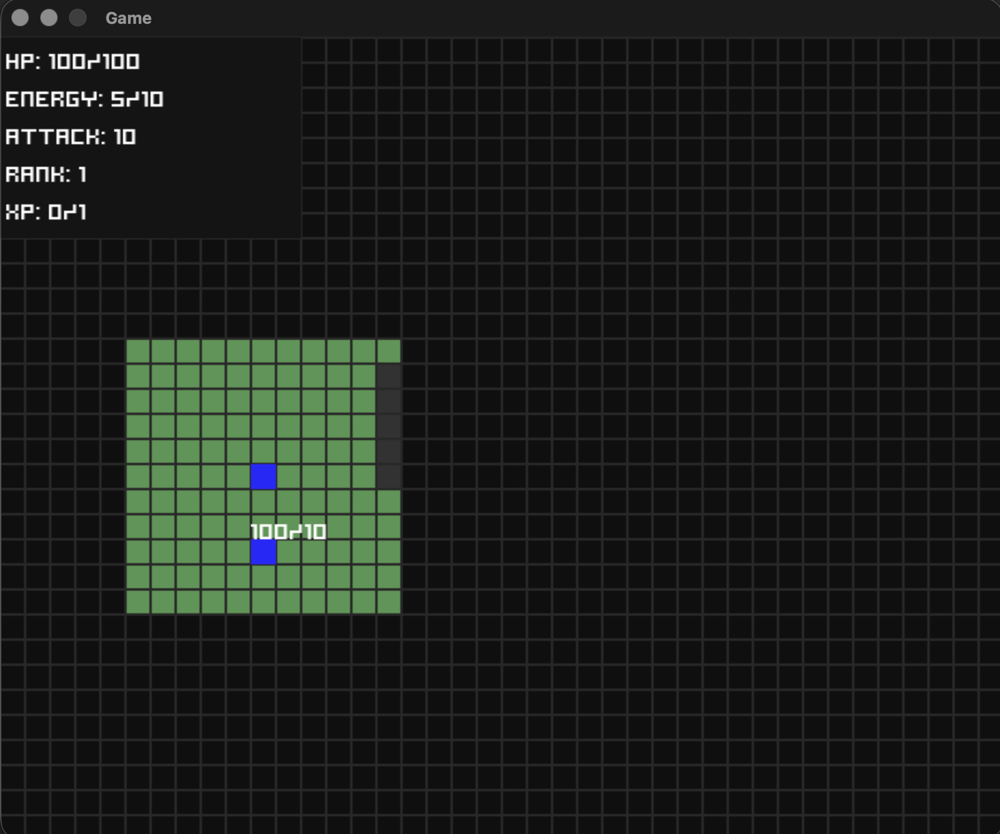 Game
HP: 100/100
ENERGY: 5/10
ATTACK: 10
RANK: 1
XP: 0/1
100/10